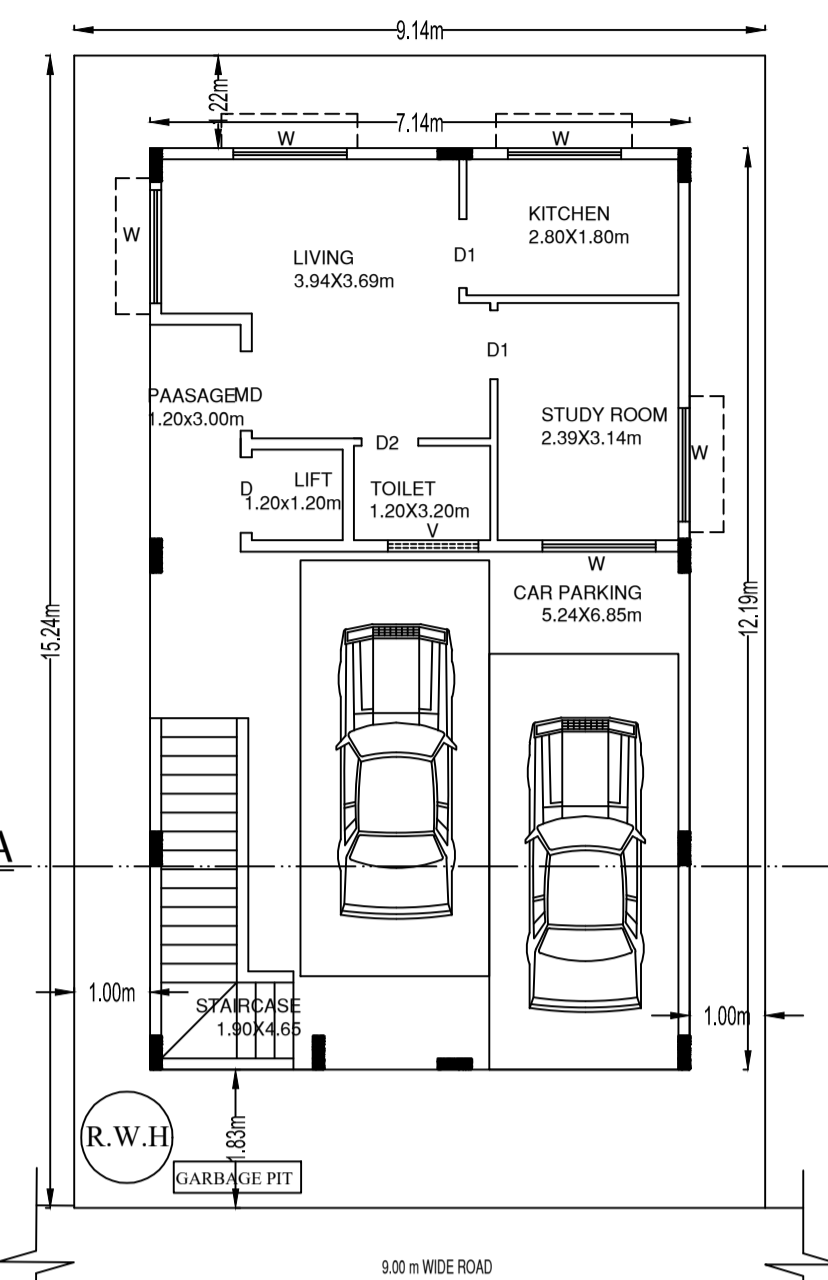 9.14m
1.22m
7.14m
W
W
W
KITCHEN
2.80X1.80m
D1
LIVING
3.94X3.69m
D1
PAASAGE
1.20x3.00m
MD
STUDY ROOM
2.39X3.14m
D2
W
LIFT
1.20x1.20m
D
TOILET
1.20X3.20m
V
W
CAR PARKING
5.24X6.85m
15.24m
12.19m
A
1.00m
STAIRCASE
1.90X4.65
1.00m
R.W.H
1.83m
GARBAGE PIT
9.00 m WIDE ROAD